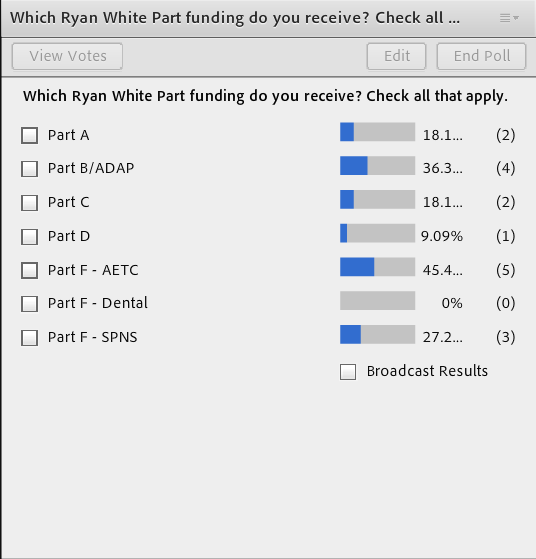 Which Ryan White Part funding do you receive? Check all ...
View Votes Edit End Poll
Which Ryan White Part funding do you receive? Check all that apply.
Part A 18.1... (2)
Part B/ADAP 36.3... (4)
Part C 18.1... (2)
Part D 9.09% (1)
Part F - AETC 45.4... (5)
Part F - Dental 0% (0)
Part F - SPNS 27.2... (3)
Broadcast Results